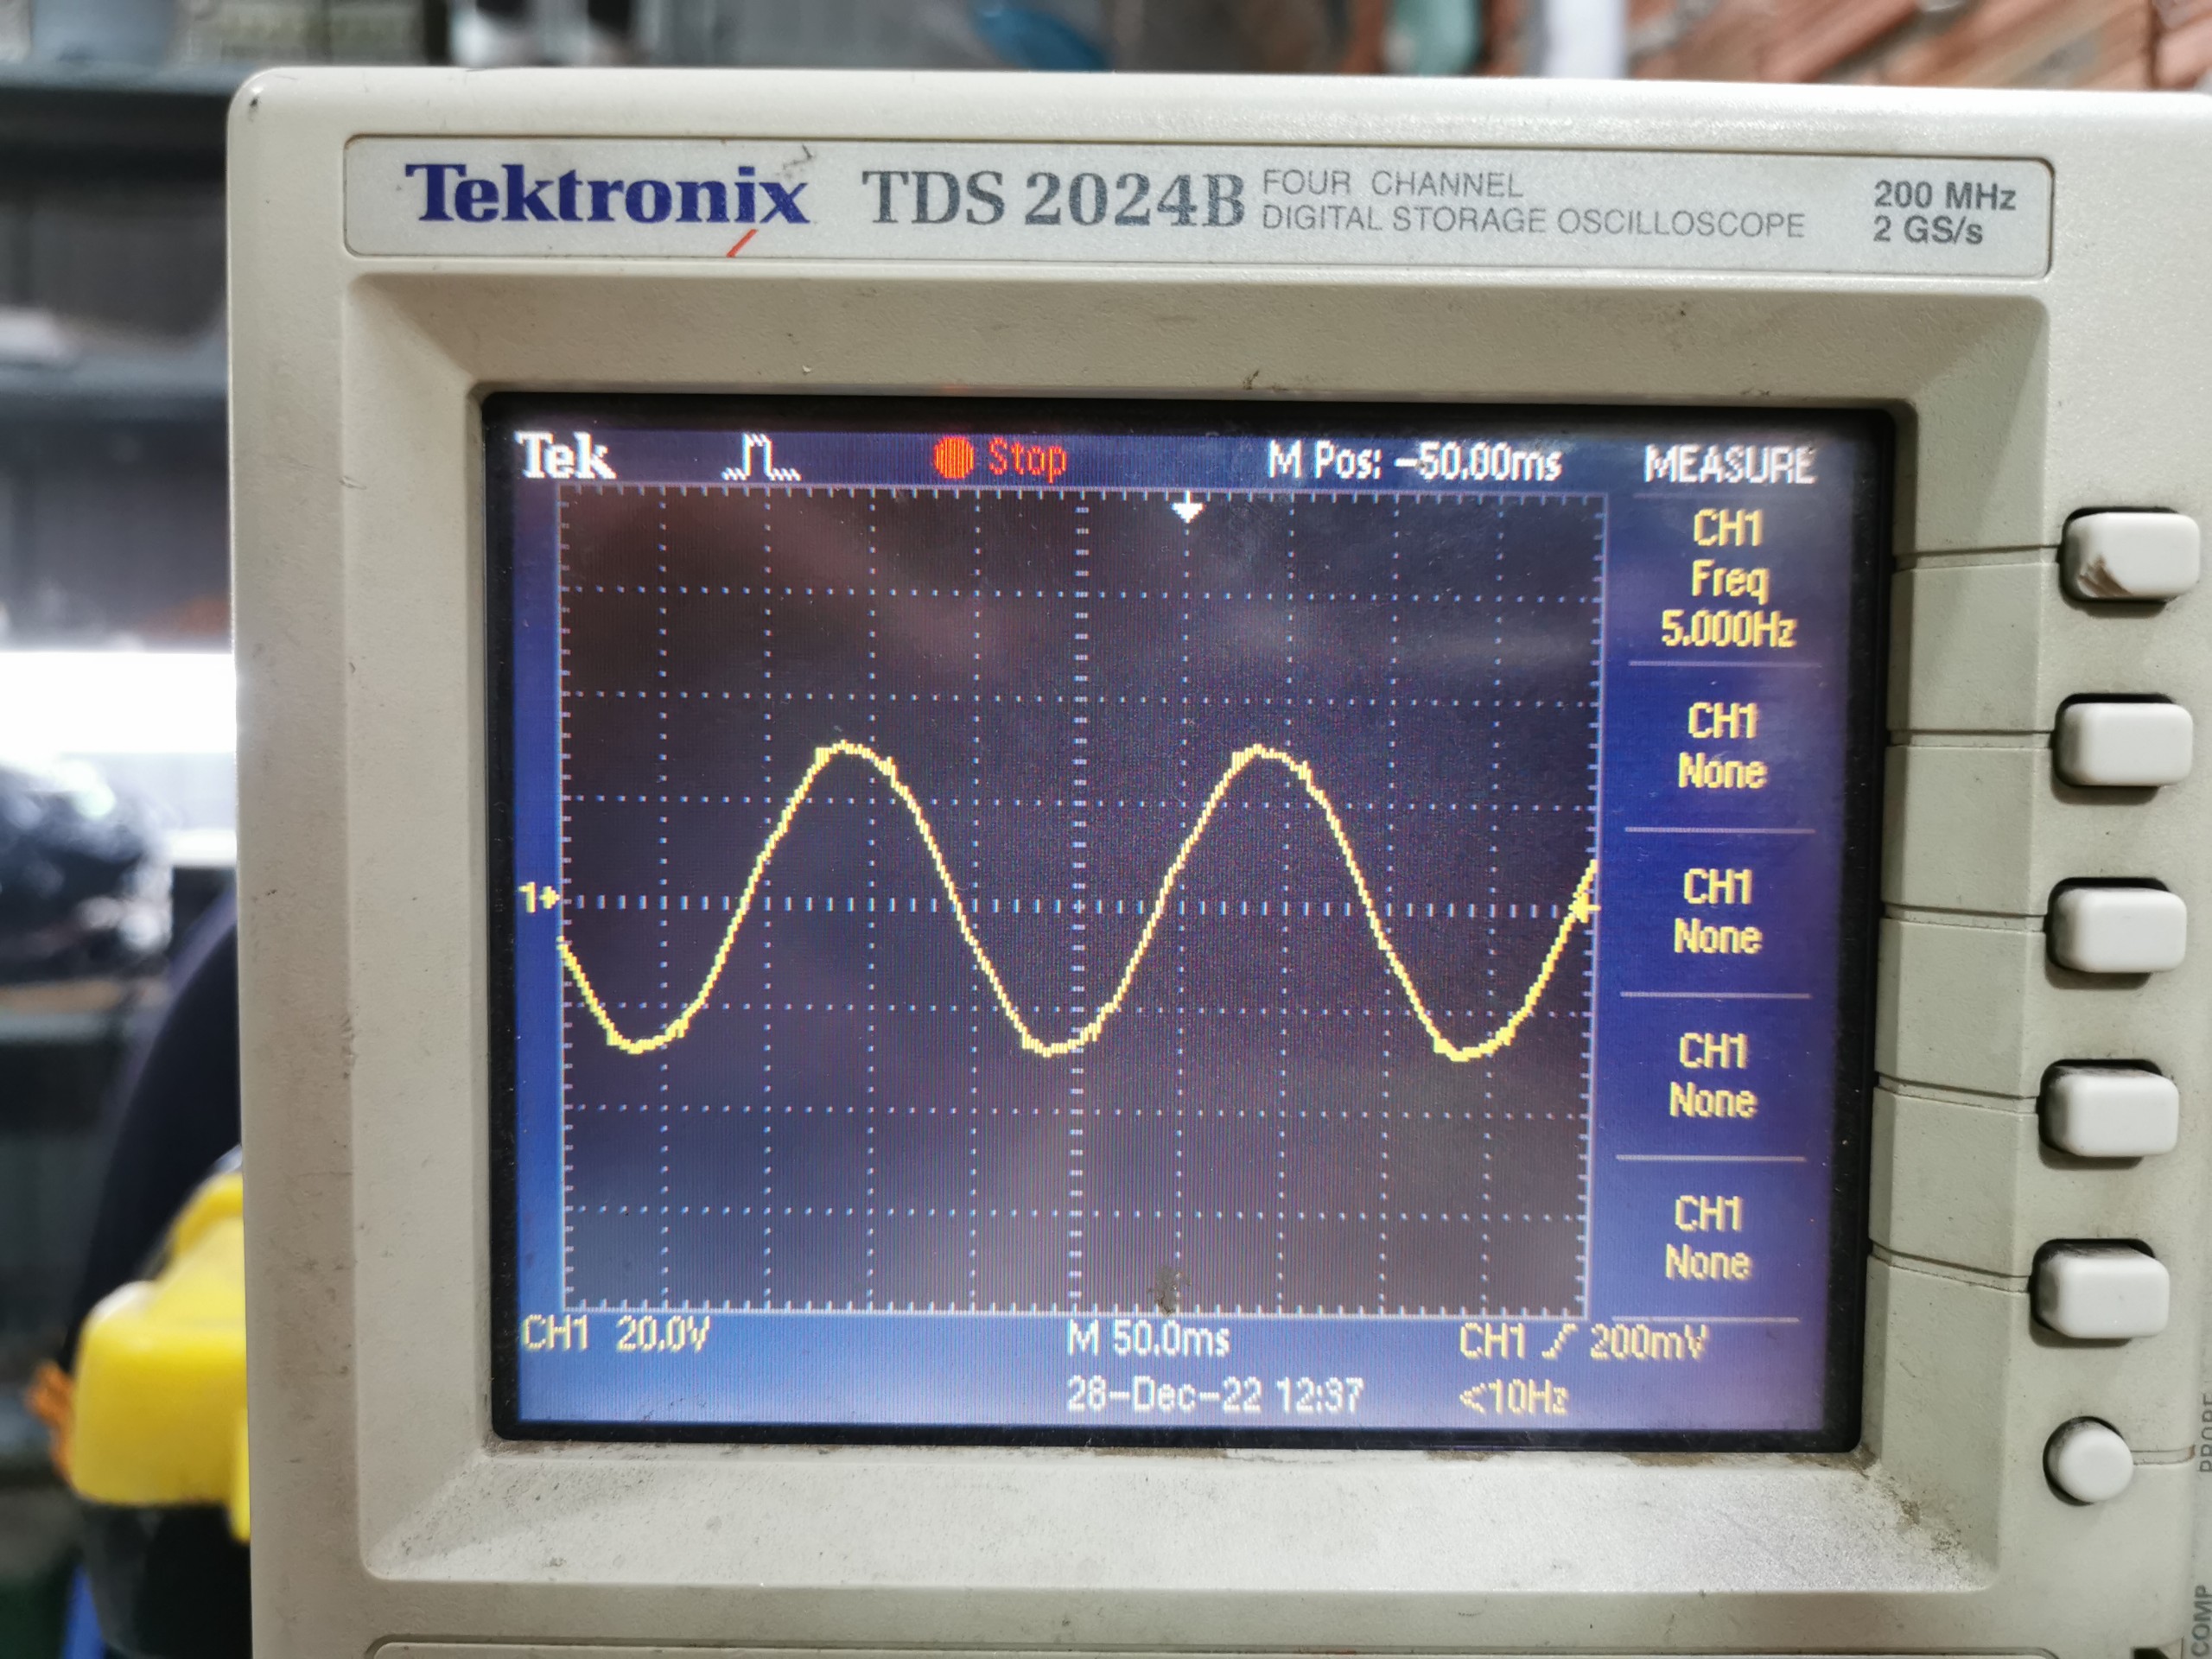 Tektronix TDS 2024B FOUR CHANNEL
DIGITAL STORAGE OSCILLOSCOPE
200 MHz
2 GS/s
Tek Stop M Pos: -50.00ms MEASURE
CH1
Freq
5.000Hz
CH1
None
CH1
None
CH1
None
CH1
None
1
CH1 20.0V M 50.0ms CH1 200mV
28-Dec-22 12:37 <10Hz
PROBE
COMP